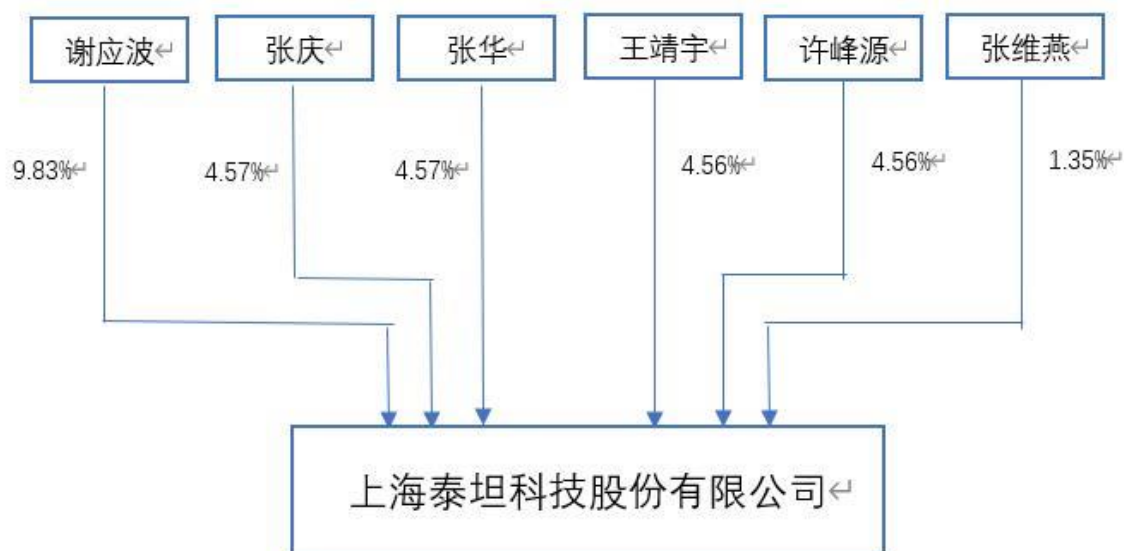 谢应波
张庆
张华
王靖宇
许峰源
张维燕
9.83%
4.57%
4.57%
4.56%
4.56%
1.35%
上海泰坦科技股份有限公司